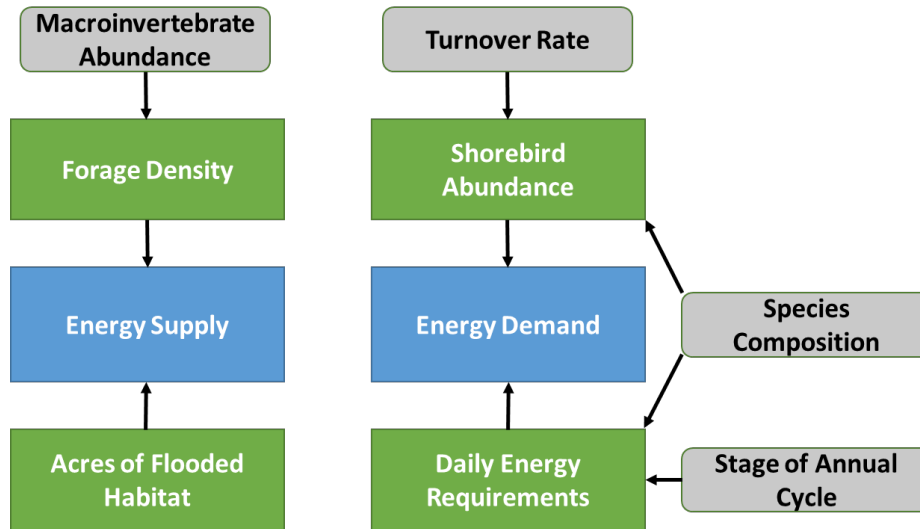 Macroinvertebrate
Abundance
Turnover Rate
Forage Density
Shorebird
Abundance
Energy Supply
Energy Demand
Species
Composition
Acres of Flooded
Habitat
Daily Energy
Requirements
Stage of Annual
Cycle